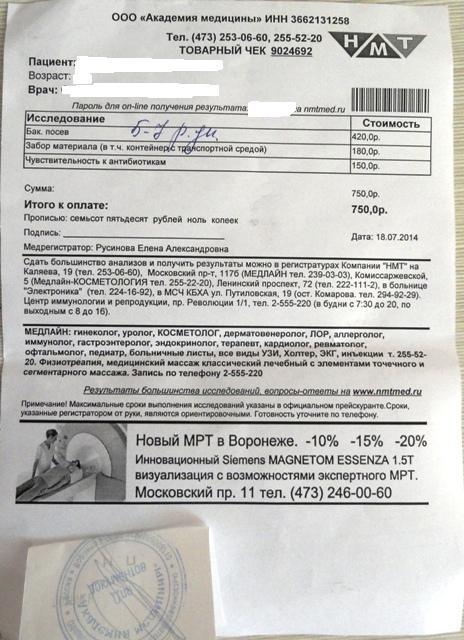 ООО «Академия медицины» ИНН 3662131258
Тел. (473) 253-06-60, 255-52-20
ТОВАРНЫЙ ЧЕК 9024692
НМТ
Пациент:
Возраст:
Врач:
Пароль для on-line получения результата: на nmtmed.ru
Исследование Стоимость
Бак. посев 420,0р.
Забор материала (в т.ч. контейнер с транспортной средой) 180,0р.
Чувствительность к антибиотикам 150,0р.
Сумма: 750,0р.
Итого к оплате: 750,0р.
Прописью: семьсот пятьдесят рублей ноль копеек
Подпись: Дата: 18.07.2014
Медрегистратор: Русинова Елена Александровна
Сдать большинство анализов и получить результаты можно в регистратурах Компании "НМТ" на
Каляева, 19 (тел. 253-06-60), Московский пр-т, 117б (МЕДЛАЙН тел. 239-03-03), Комиссаржевской,
5 (Медлайн-КОСМЕТОЛОГИЯ тел. 255-22-20), Ленинский проспект, 72 (тел. 222-111-2), в больнице
"Электроника" (тел. 224-16-92), в МСЧ КБХА ул. Путиловская, 19 (ост. Комарова. тел. 294-92-29).
Центр иммунологии и репродукции, пр. Революции 1/1, тел. 2-555-220 (в будни с 7:30 до 20, по
выходным с 8 до 16).
МЕДЛАЙН: гинеколог, уролог, КОСМЕТОЛОГ, дерматовенеролог, ЛОР, аллерголог,
иммунолог, гастроэнтеролог, эндокринолог, терапевт, кардиолог, ревматолог,
офтальмолог, педиатр, больничные листы, все виды УЗИ, Холтер, ЭКГ, инъекции т. 255-52-
20. Физиотреалия, медицинский массаж классический лечебный с элементами точечного и
сегментарного массажа. Запись по телефону 2-555-220
Результаты большинства исследований, вопросы-ответы на www.nmtmed.ru
Примечание! Максимальные сроки выполнения исследований указаны в официальном прейскуранте.Сроки,
указанные регистратором от руки, являются ориентировочными. Готовность уточните по телефону.
Новый МРТ в Воронеже. -10% -15% -20%
Инновационный Siemens MAGNETOM ESSENZA 1.5T
визуализация с возможностями экспертного МРТ.
Московский пр. 11 тел. (473) 246-00-60